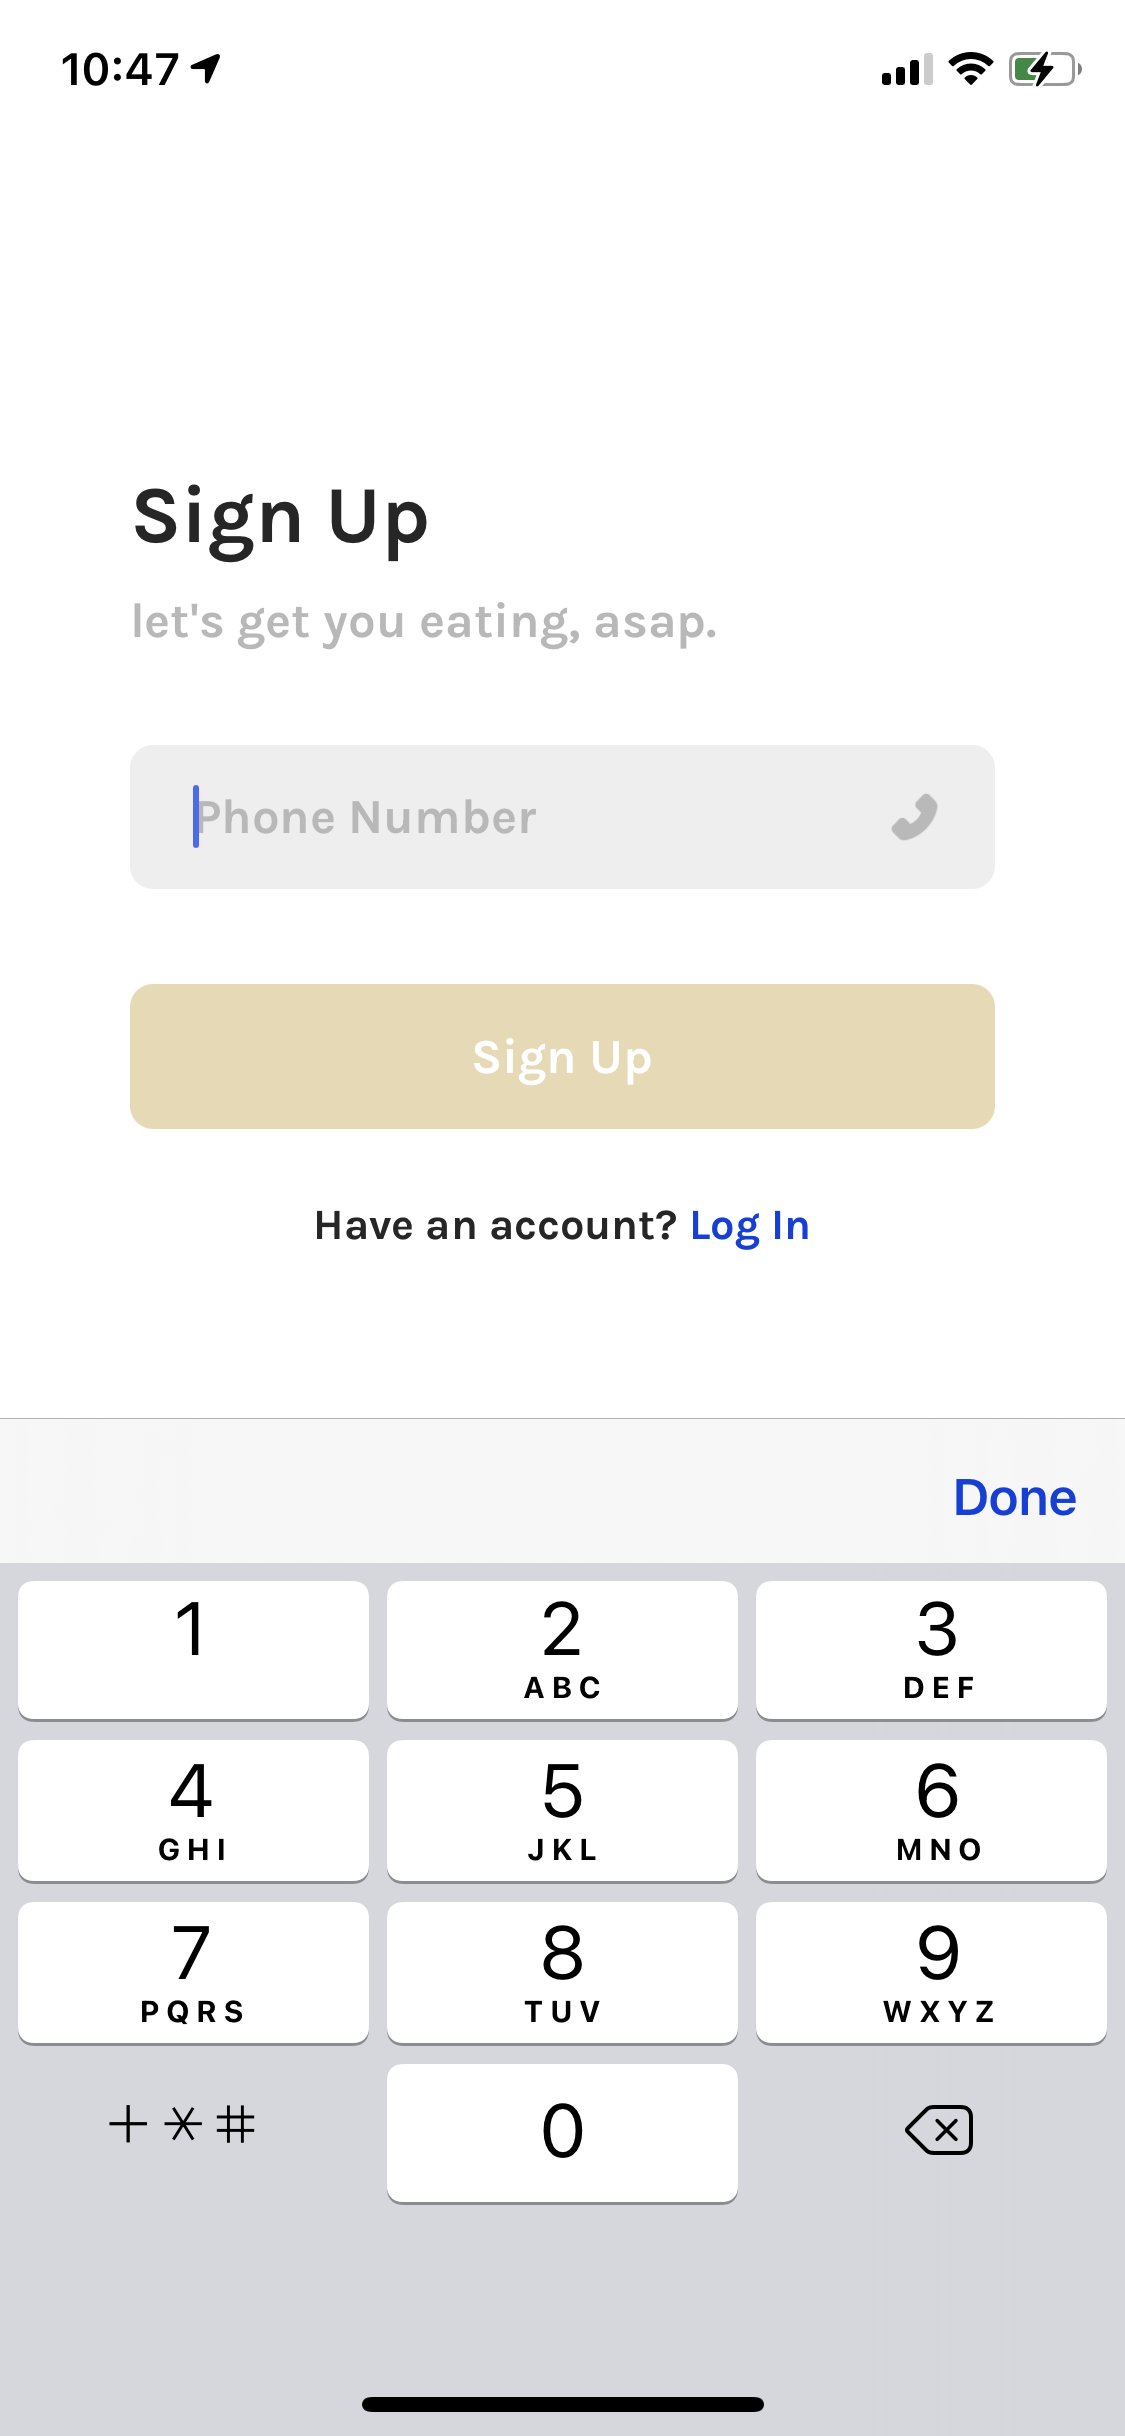 10:47
Sign Up
let's get you eating, asap.
Phone Number
Sign Up
Have an account? Log In
Done
1
2
ABC
3
DEF
4
GHI
5
JKL
6
MNO
7
PQRS
8
TUV
9
WXYZ
+*#
0